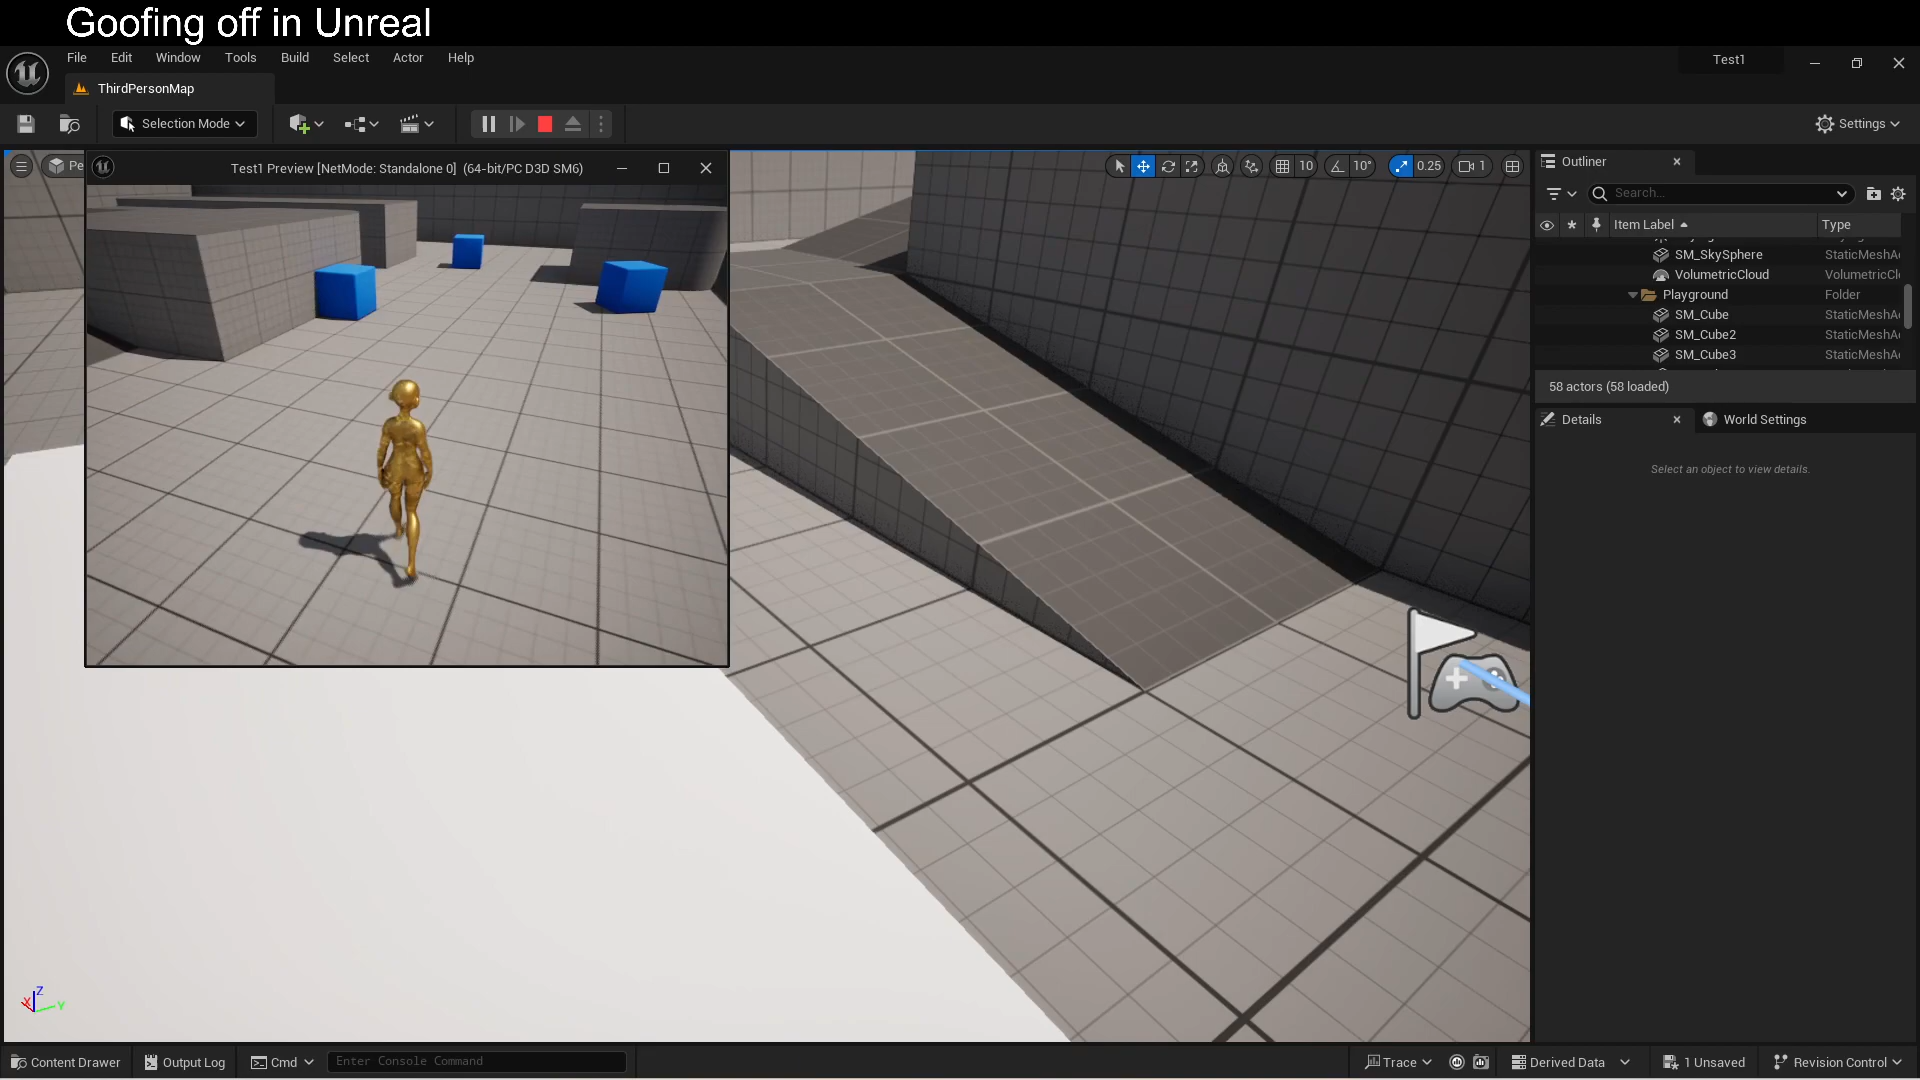 Goofing off in Unreal
File Edit Window Tools Build Select Actor Help
Test1
ThirdPersonMap
Selection Mode
Settings
Pe
Test1 Preview [NetMode: Standalone 0] (64-bit/PC D3D SM6)
10 10° 0.25 1
Outliner
Search...
Item Label Type
SM_SkySphere StaticMeshA
VolumetricCloud VolumetricCl
Playground Folder
SM_Cube StaticMeshA
SM_Cube2 StaticMeshA
SM_Cube3 StaticMeshA
58 actors (58 loaded)
Details World Settings
Select an object to view details.
Z
X Y
Content Drawer Output Log Cmd Enter Console Command Trace Derived Data 1 Unsaved Revision Control